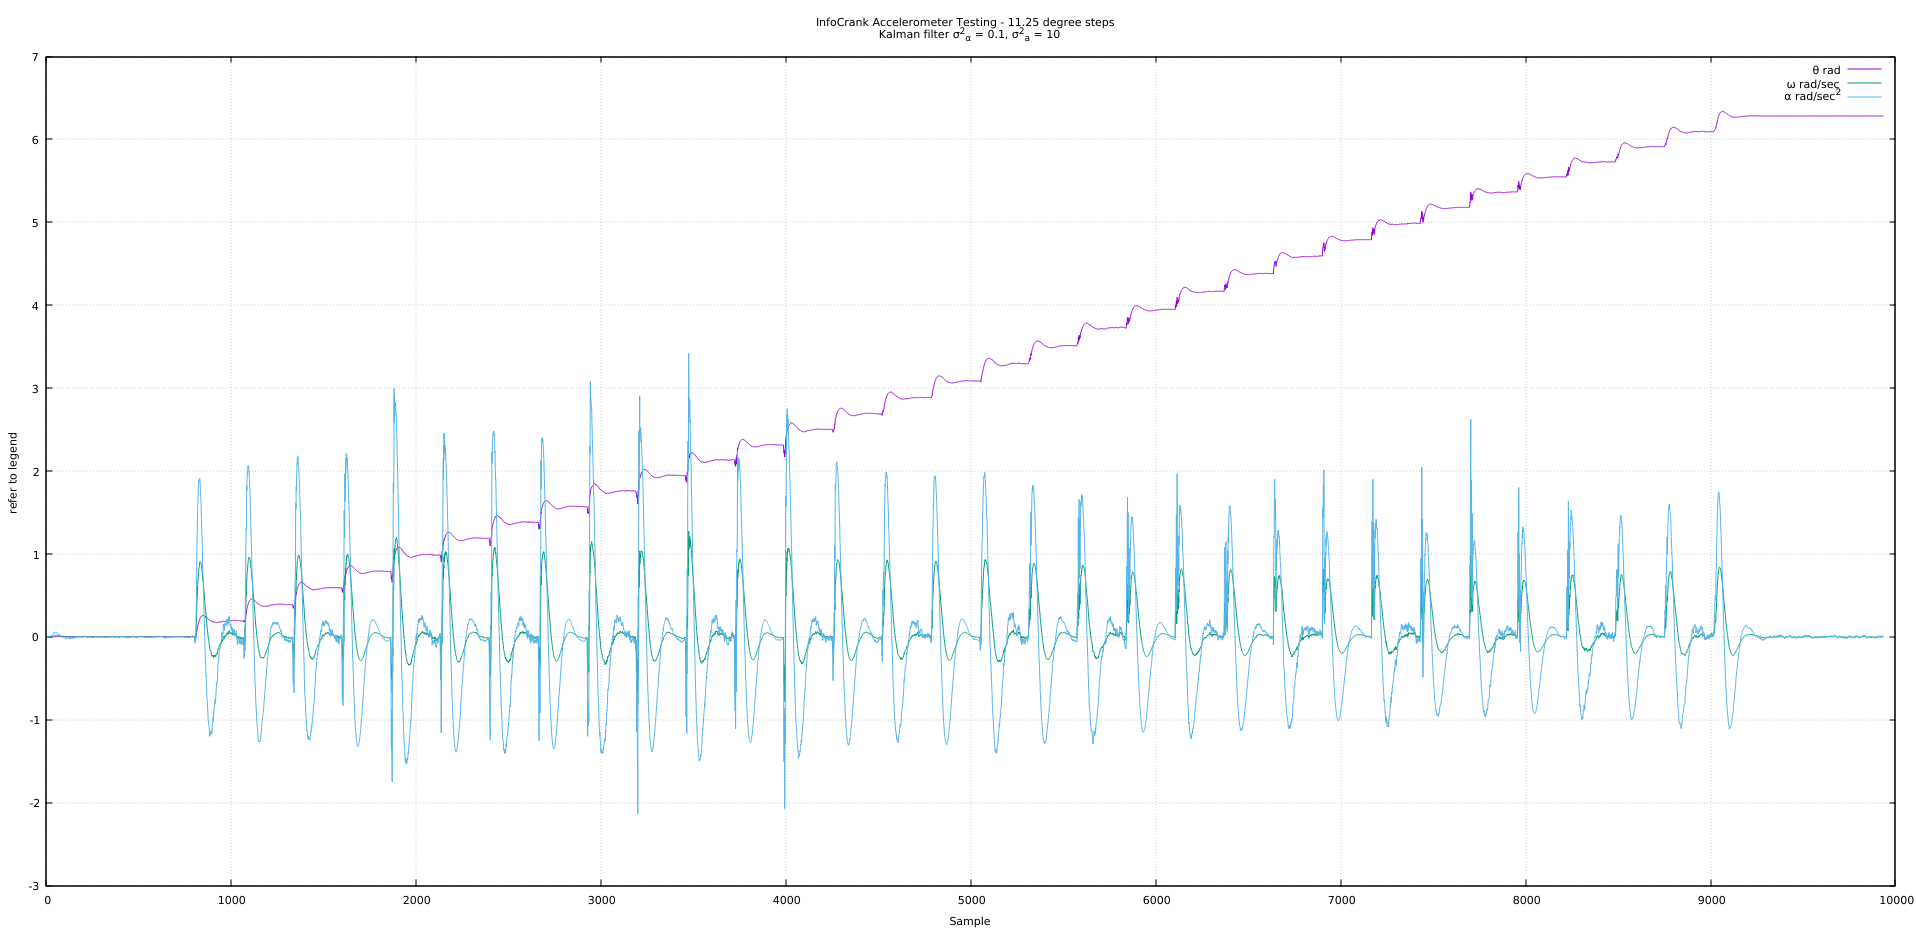 InfoCrank Accelerometer Testing - 11.25 degree steps
Kalman filter σ²α = 0.1, σ²a = 10
θ rad
ω rad/sec
α rad/sec²
7
6
5
4
3
2
1
0
-1
-2
-3
refer to legend
0 1000 2000 3000 4000 5000 6000 7000 8000 9000 10000
Sample